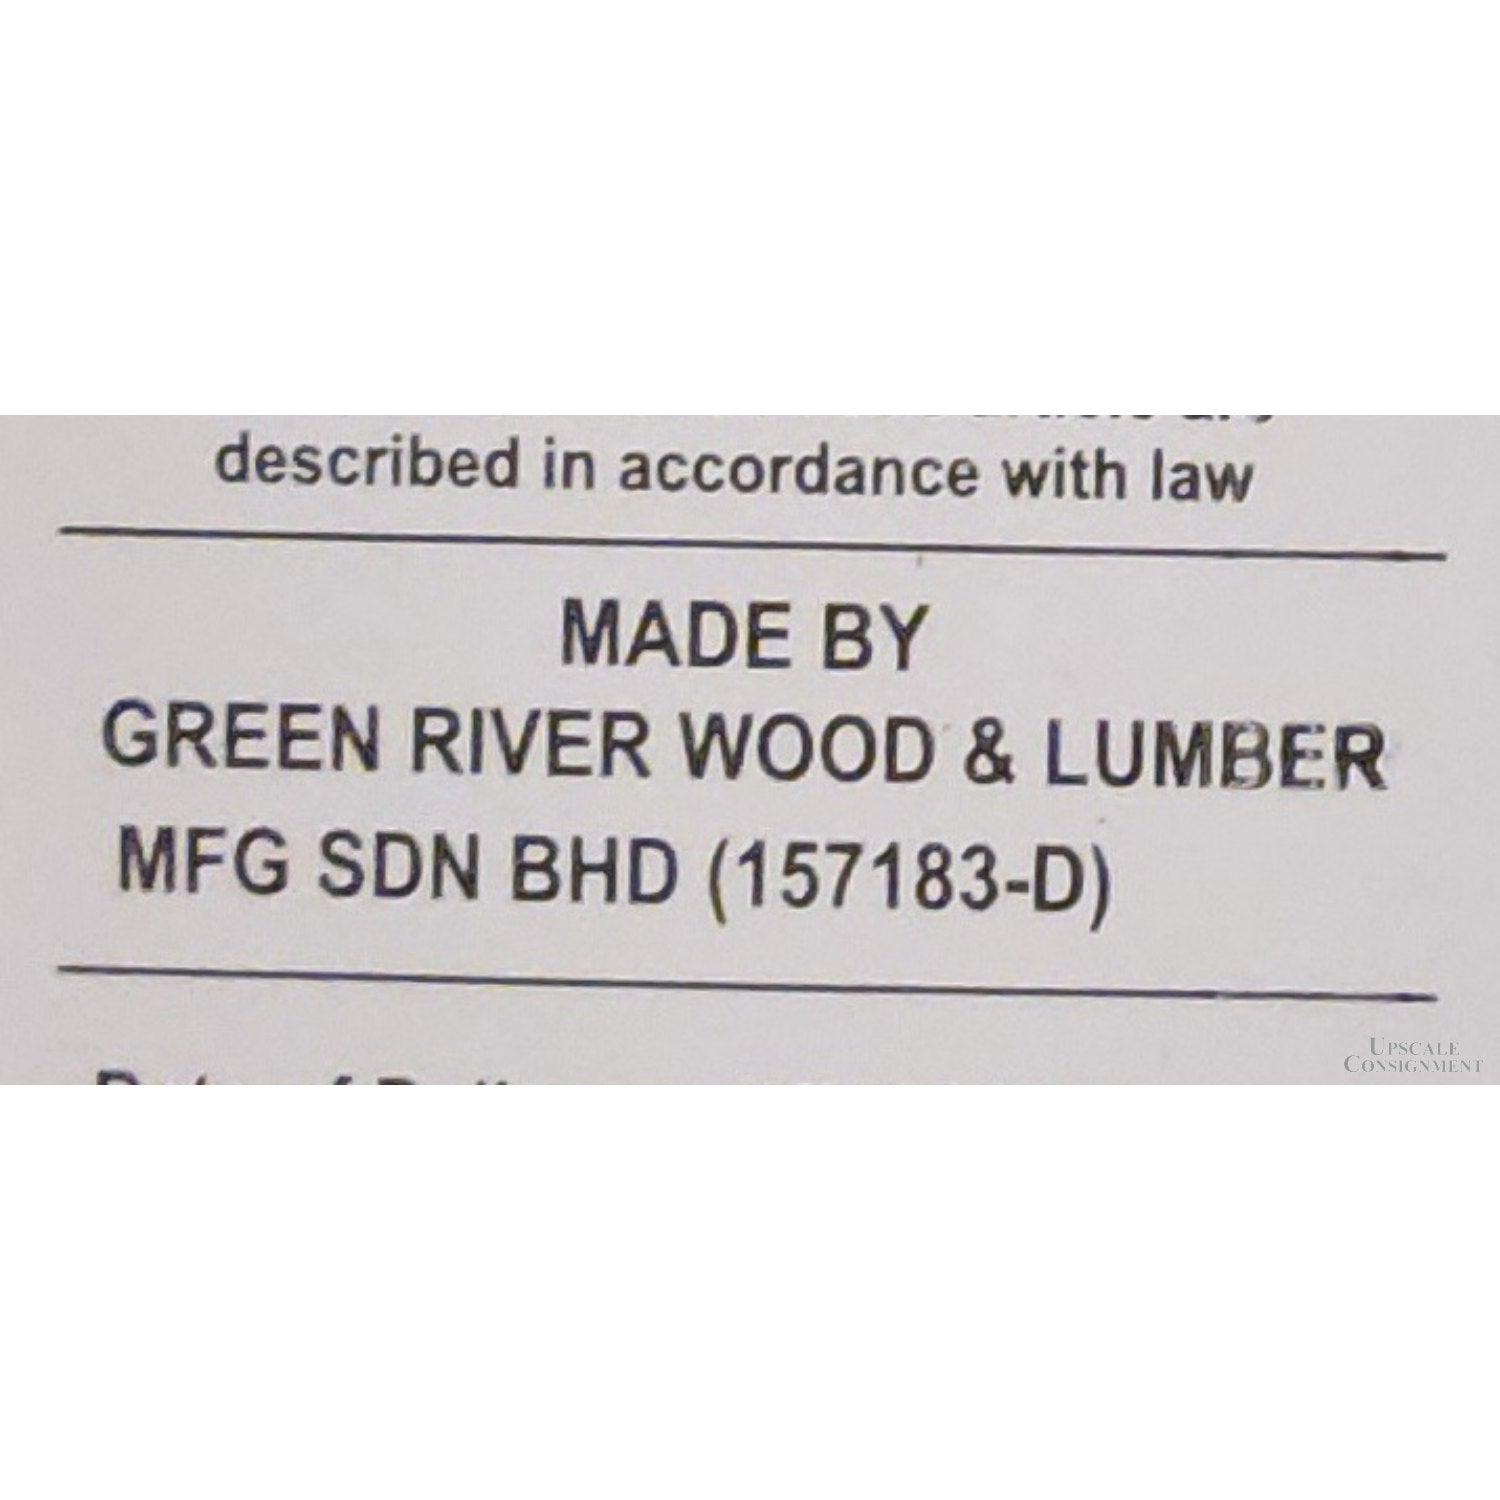 described in accordance with law
MADE BY
GREEN RIVER WOOD & LUMBER
MFG SDN BHD (157183-D)
UPSCALE
CONSIGNMENT